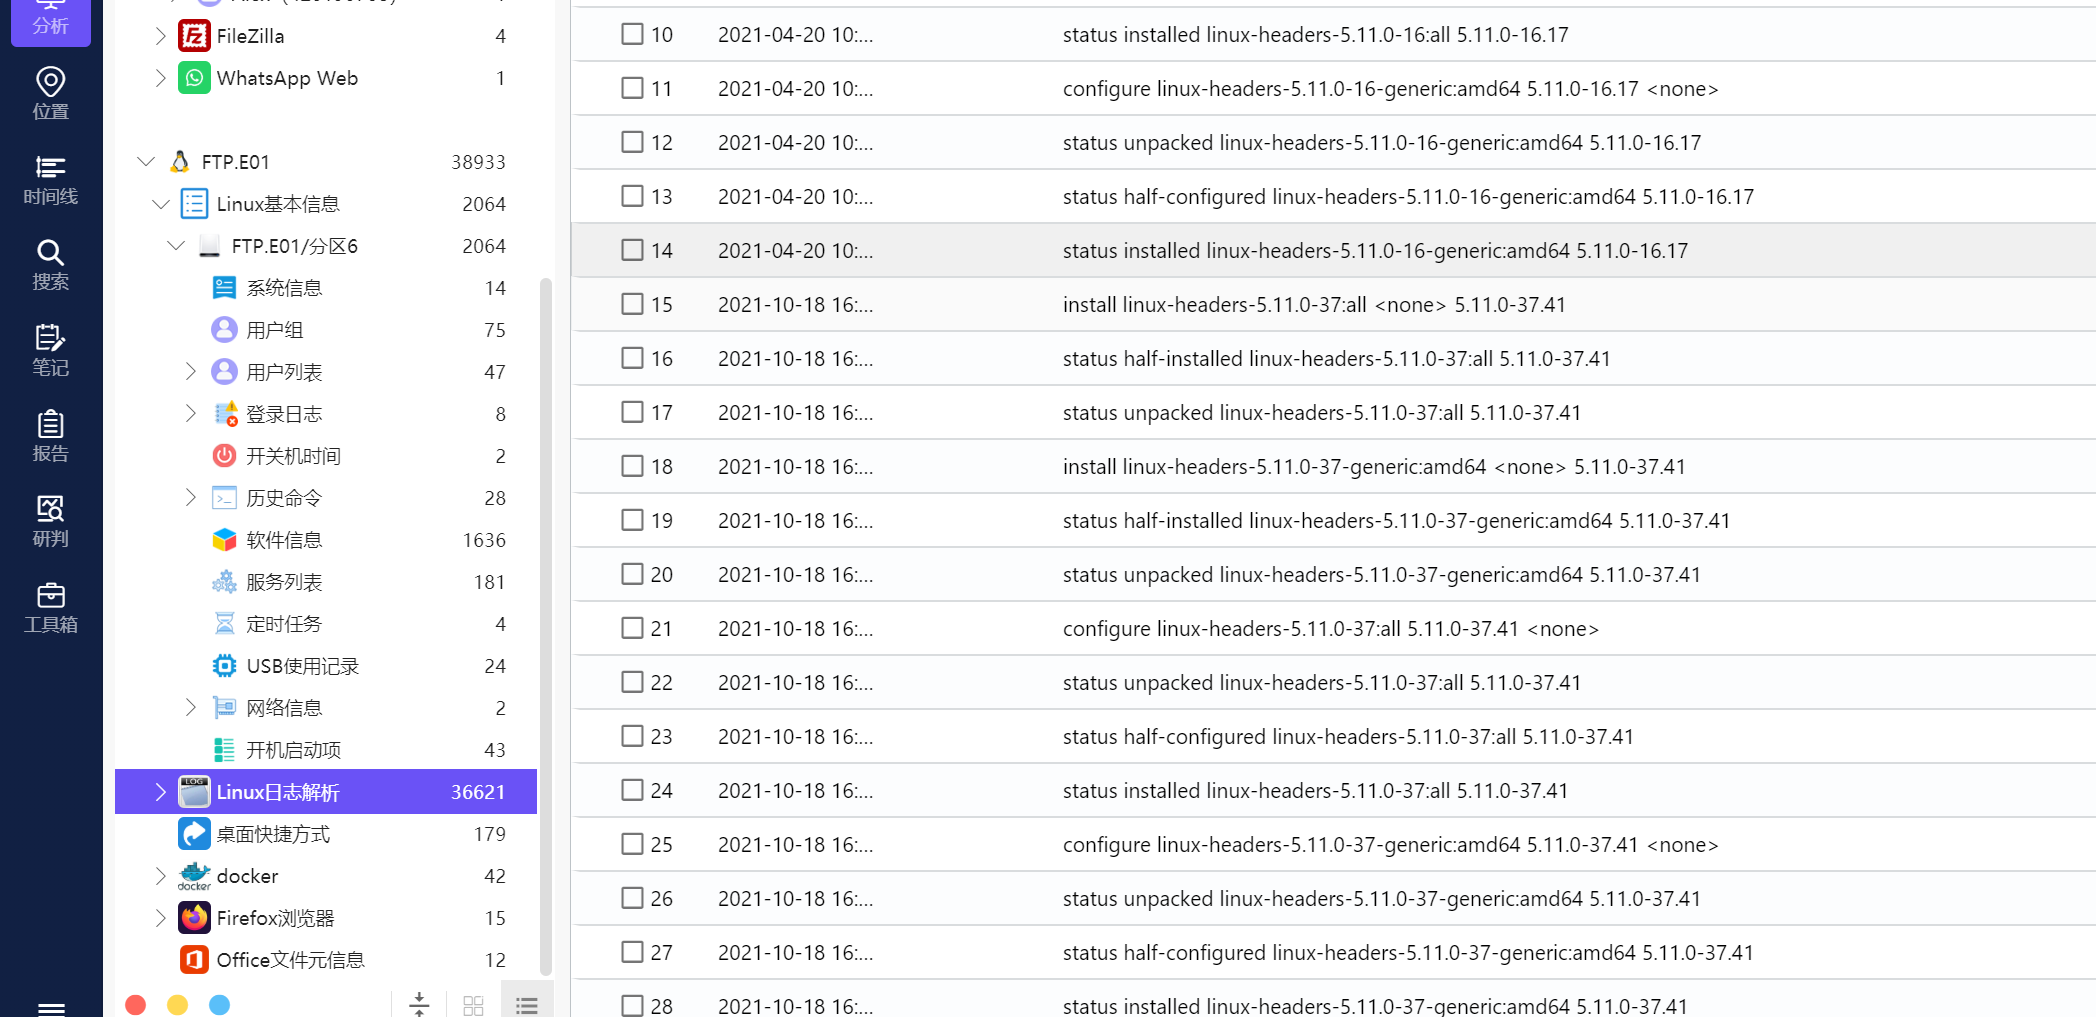 分析
位置
时间线
搜索
笔记
报告
研判
工具箱
FileZilla 4
WhatsApp Web 1
FTP.E01 38933
Linux基本信息 2064
FTP.E01/分区6 2064
系统信息 14
用户组 75
用户列表 47
登录日志 8
开关机时间 2
历史命令 28
软件信息 1636
服务列表 181
定时任务 4
USB使用记录 24
网络信息 2
开机启动项 43
LOG Linux日志解析 36621
桌面快捷方式 179
docker docker 42
Firefox浏览器 15
Office文件元信息 12
10 2021-04-20 10:... status installed linux-headers-5.11.0-16:all 5.11.0-16.17
11 2021-04-20 10:... configure linux-headers-5.11.0-16-generic:amd64 5.11.0-16.17 <none>
12 2021-04-20 10:... status unpacked linux-headers-5.11.0-16-generic:amd64 5.11.0-16.17
13 2021-04-20 10:... status half-configured linux-headers-5.11.0-16-generic:amd64 5.11.0-16.17
14 2021-04-20 10:... status installed linux-headers-5.11.0-16-generic:amd64 5.11.0-16.17
15 2021-10-18 16:... install linux-headers-5.11.0-37:all <none> 5.11.0-37.41
16 2021-10-18 16:... status half-installed linux-headers-5.11.0-37:all 5.11.0-37.41
17 2021-10-18 16:... status unpacked linux-headers-5.11.0-37:all 5.11.0-37.41
18 2021-10-18 16:... install linux-headers-5.11.0-37-generic:amd64 <none> 5.11.0-37.41
19 2021-10-18 16:... status half-installed linux-headers-5.11.0-37-generic:amd64 5.11.0-37.41
20 2021-10-18 16:... status unpacked linux-headers-5.11.0-37-generic:amd64 5.11.0-37.41
21 2021-10-18 16:... configure linux-headers-5.11.0-37:all 5.11.0-37.41 <none>
22 2021-10-18 16:... status unpacked linux-headers-5.11.0-37:all 5.11.0-37.41
23 2021-10-18 16:... status half-configured linux-headers-5.11.0-37:all 5.11.0-37.41
24 2021-10-18 16:... status installed linux-headers-5.11.0-37:all 5.11.0-37.41
25 2021-10-18 16:... configure linux-headers-5.11.0-37-generic:amd64 5.11.0-37.41 <none>
26 2021-10-18 16:... status unpacked linux-headers-5.11.0-37-generic:amd64 5.11.0-37.41
27 2021-10-18 16:... status half-configured linux-headers-5.11.0-37-generic:amd64 5.11.0-37.41
28 2021-10-18 16:... status installed linux-headers-5.11.0-37-generic:amd64 5.11.0-37.41